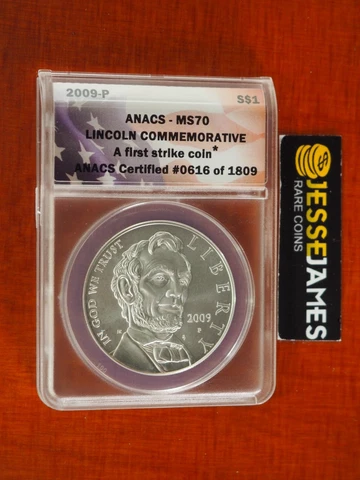 2009-P
S$1
ANACS - MS70
LINCOLN COMMEMORATIVE
A first strike coin*
ANACS Certified #0616 of 1809
IN GOD WE TRUST
LIBERTY
2009
P
JESSE JAMES
RARE COINS